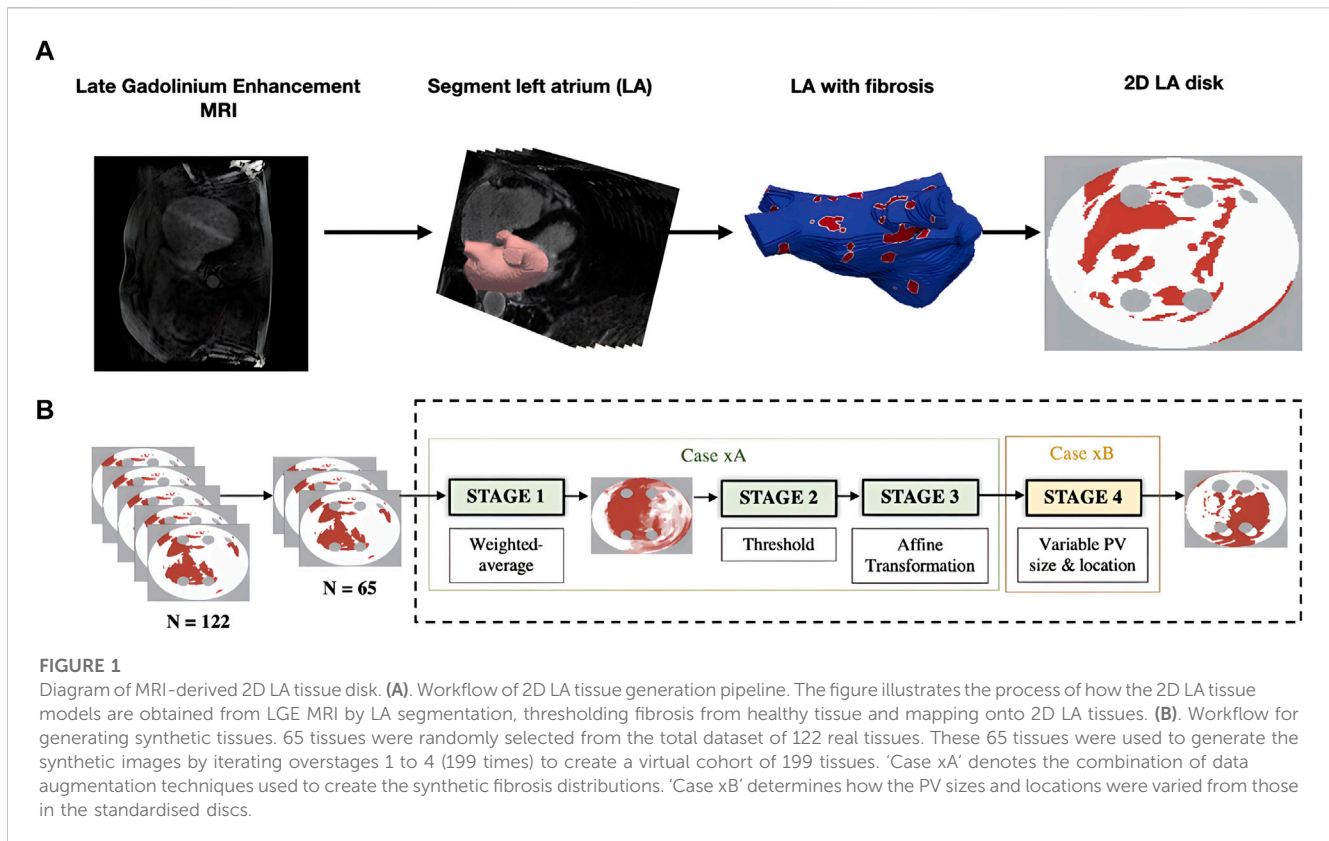 A
Late Gadolinium Enhancement
MRI
Segment left atrium (LA)
LA with fibrosis
2D LA disk
B
N = 122
N = 65
Case xA
STAGE 1
Weighted-
average
STAGE 2
Threshold
STAGE 3
Affine
Transformation
Case xB
STAGE 4
Variable PV
size & location
FIGURE 1
Diagram of MRI-derived 2D LA tissue disk. (A). Workflow of 2D LA tissue generation pipeline. The figure illustrates the process of how the 2D LA tissue
models are obtained from LGE MRI by LA segmentation, thresholding fibrosis from healthy tissue and mapping onto 2D LA tissues. (B). Workflow for
generating synthetic tissues. 65 tissues were randomly selected from the total dataset of 122 real tissues. These 65 tissues were used to generate the
synthetic images by iterating overstages 1 to 4 (199 times) to create a virtual cohort of 199 tissues. ‘Case xA’ denotes the combination of data
augmentation techniques used to create the synthetic fibrosis distributions. ‘Case xB’ determines how the PV sizes and locations were varied from those
in the standardised discs.